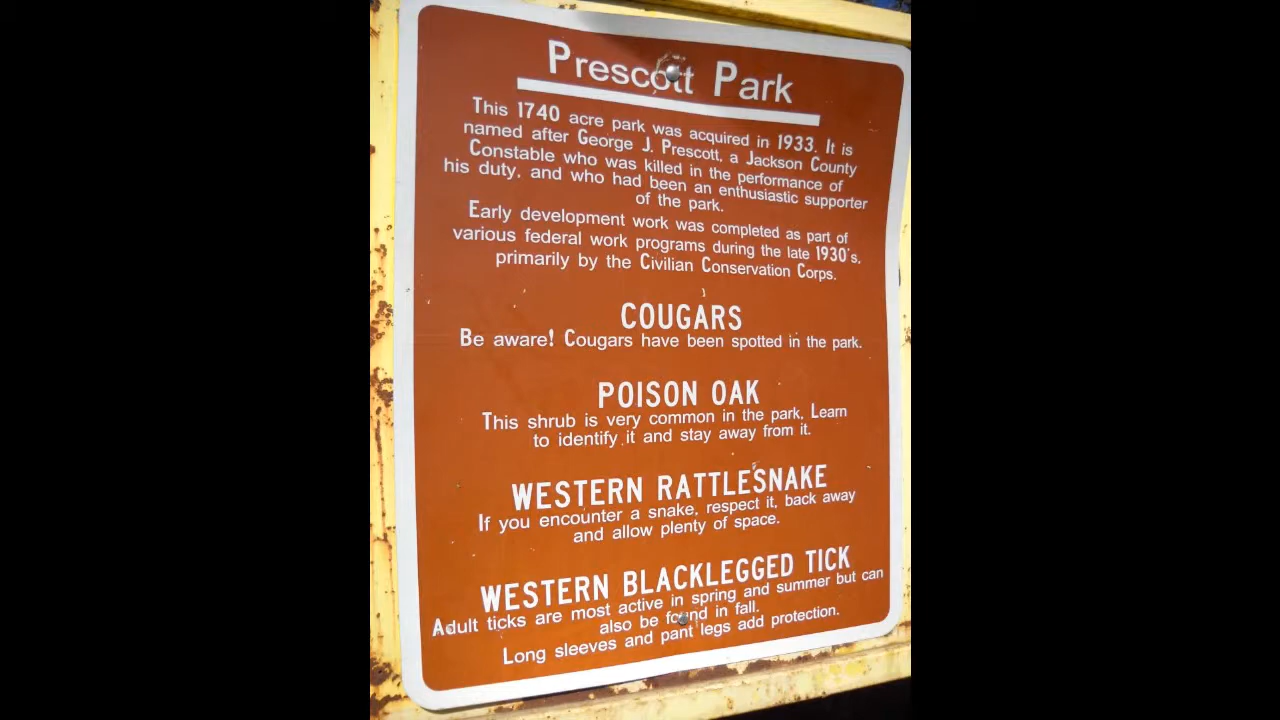 Prescott Park
This 1740 acre park was acquired in 1933. It is
named after George J. Prescott, a Jackson County
Constable who was killed in the performance of
his duty, and who had been an enthusiastic supporter
of the park.
Early development work was completed as part of
various federal work programs during the late 1930's,
primarily by the Civilian Conservation Corps.
COUGARS
Be aware! Cougars have been spotted in the park.
POISON OAK
This shrub is very common in the park. Learn
to identify it and stay away from it.
WESTERN RATTLESNAKE
If you encounter a snake, respect it, back away
and allow plenty of space.
WESTERN BLACKLEGGED TICK
Adult ticks are most active in spring and summer but can
also be found in fall.
Long sleeves and pant legs add protection.